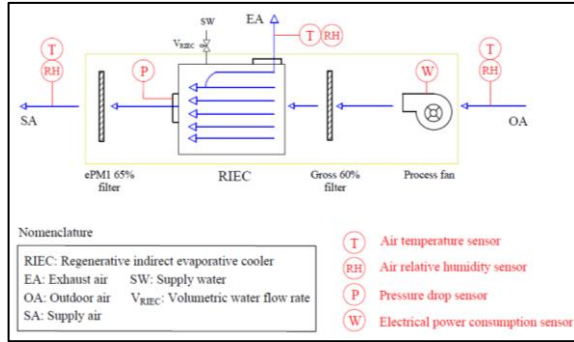 SW
EA
V_RIEC
T
RH
T
RH
P
W
T
RH
SA
OA
ePM1 65%
filter
RIEC
Gross 60%
filter
Process fan
Nomenclature
RIEC: Regenerative indirect evaporative cooler
EA: Exhaust air SW: Supply water
OA: Outdoor air V_RIEC: Volumetric water flow rate
SA: Supply air
T Air temperature sensor
RH Air relative humidity sensor
P Pressure drop sensor
W Electrical power consumption sensor